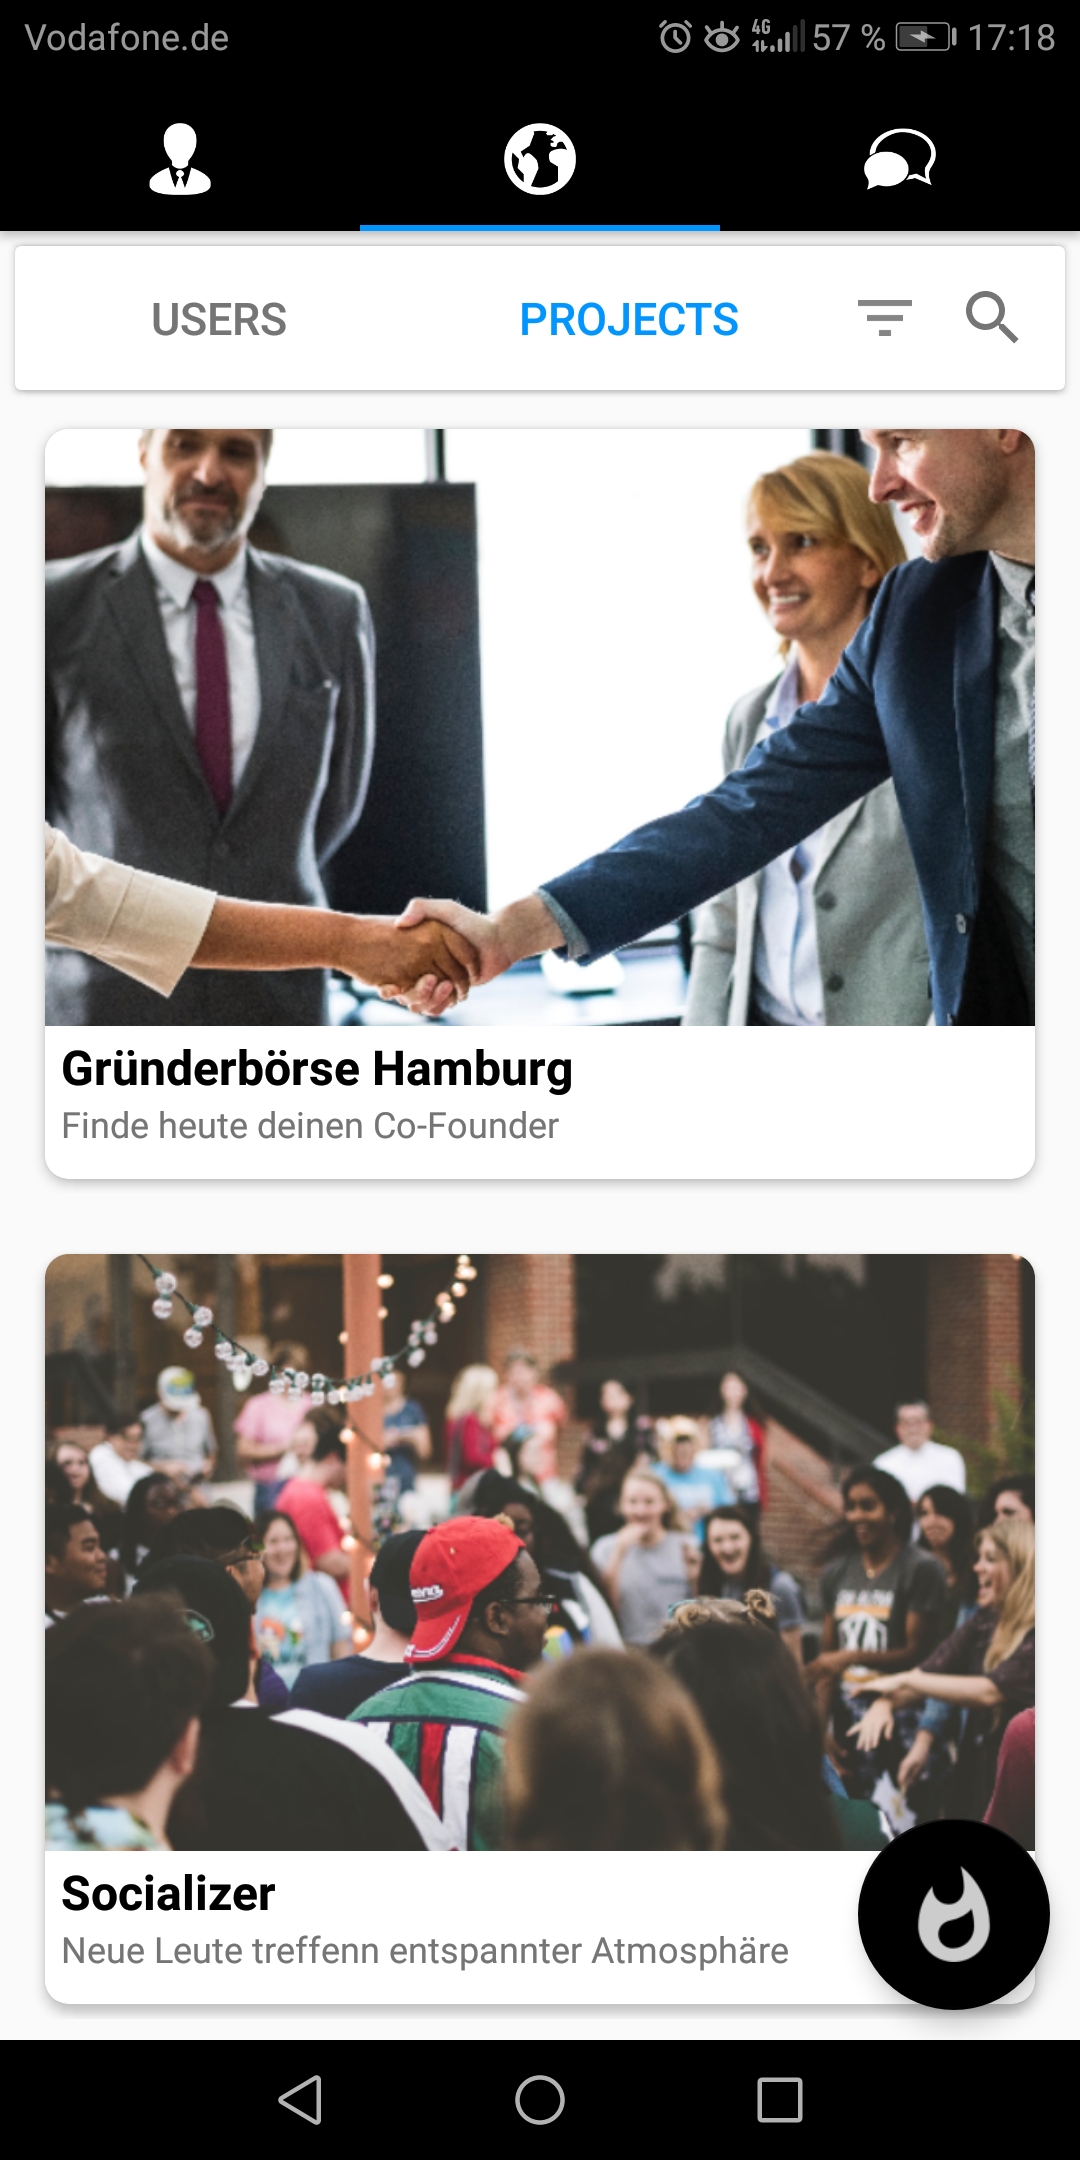 Vodafone.de 4G 57 % 17:18
USERS PROJECTS
Gründerbörse Hamburg
Finde heute deinen Co-Founder
Socializer
Neue Leute treffenn entspannter Atmosphäre